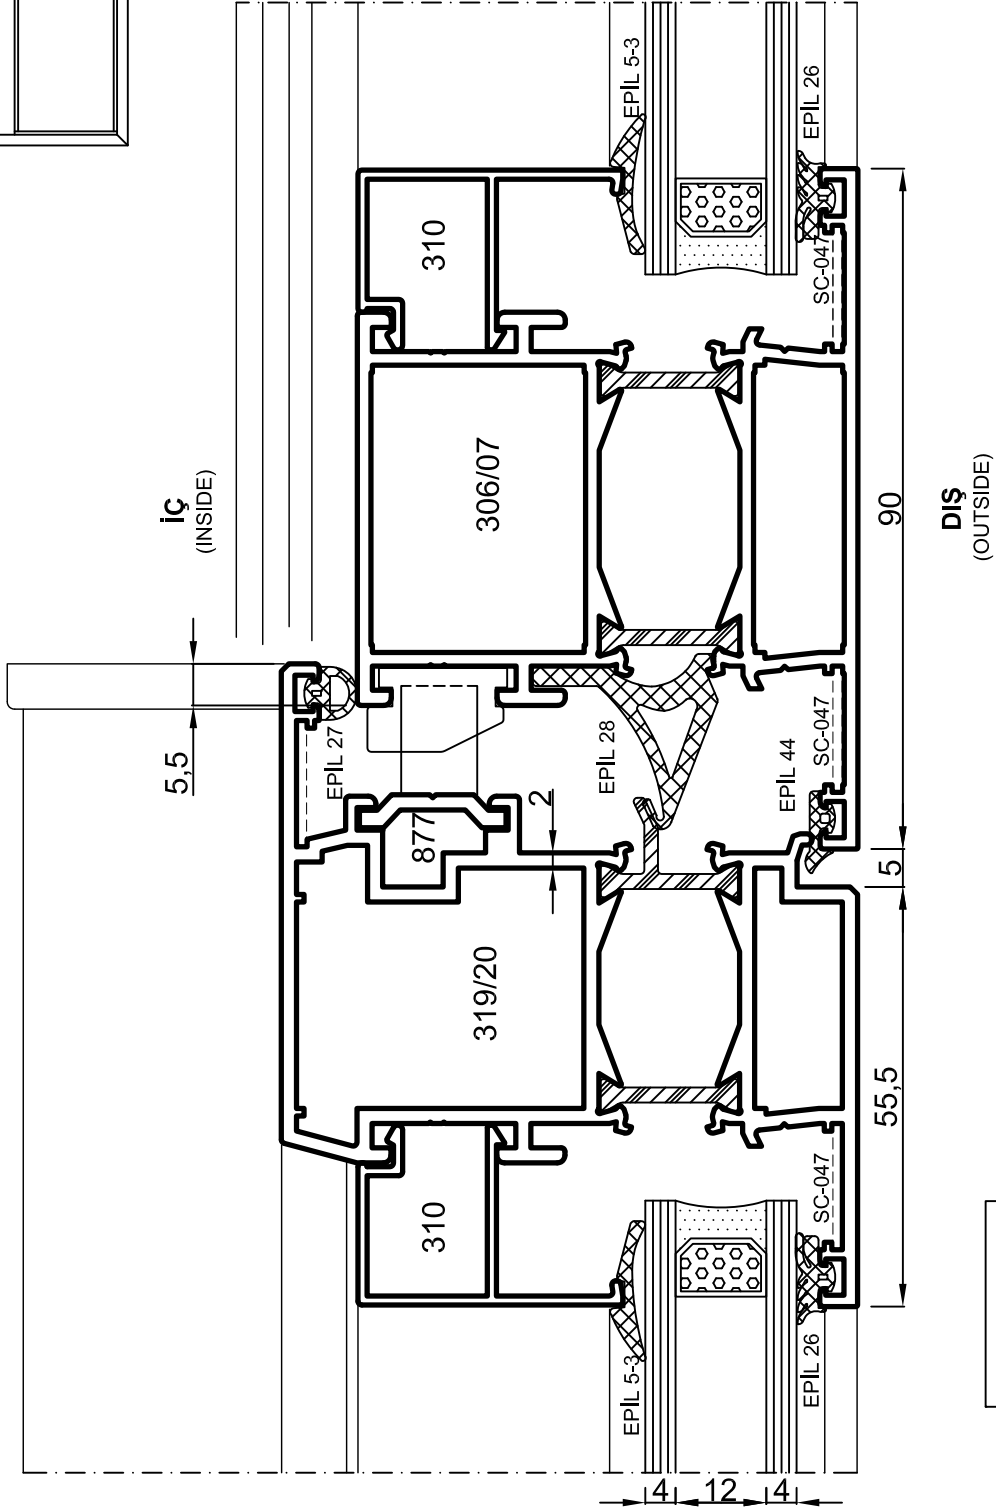 EPİL 5-3
EPİL 26
310
SC-047
306/07
İÇ
(INSIDE)
90
DIŞ
(OUTSIDE)
5,5
EPİL 27
EPİL 28
SC-047
EPİL 44
2
877
5
319/20
55,5
310
SC-047
EPİL 5-3
EPİL 26
4
12
4